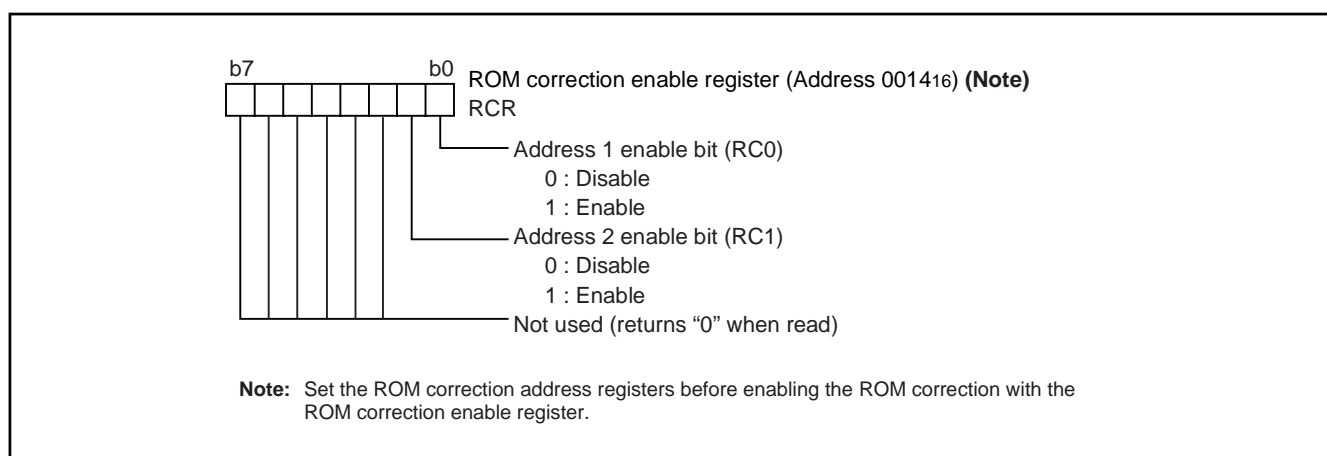 b7 b0
ROM correction enable register (Address 001416) (Note)
RCR
Address 1 enable bit (RC0)
0 : Disable
1 : Enable
Address 2 enable bit (RC1)
0 : Disable
1 : Enable
Not used (returns “0” when read)
Note: Set the ROM correction address registers before enabling the ROM correction with the
ROM correction enable register.